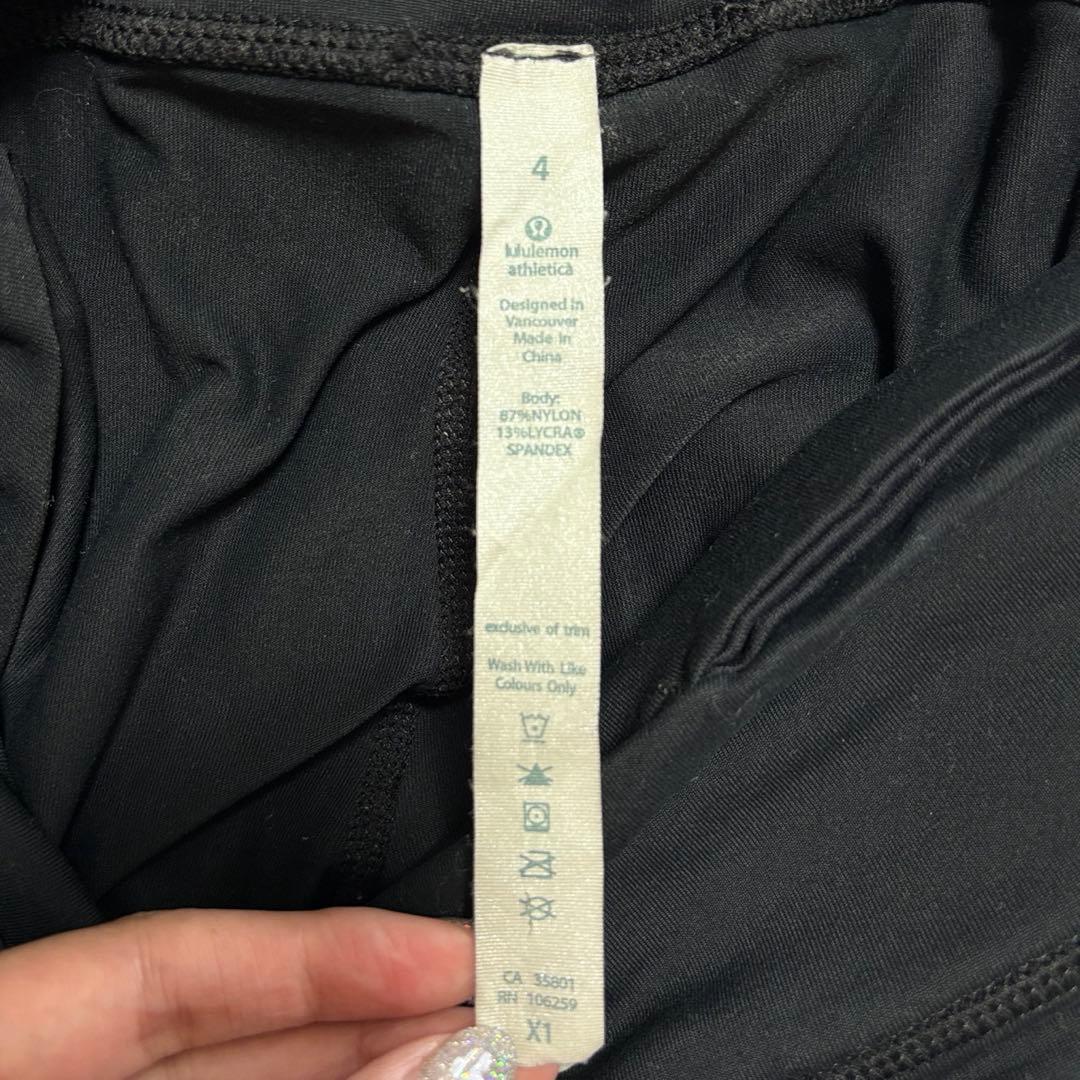 4
lululemon
athletica
Designed in
Vancouver
Made in
China
Body:
87%NYLON
13%LYCRA®
SPANDEX
exclusive of trim
Wash With Like
Colours Only
CA 35801
RN 106259
X1